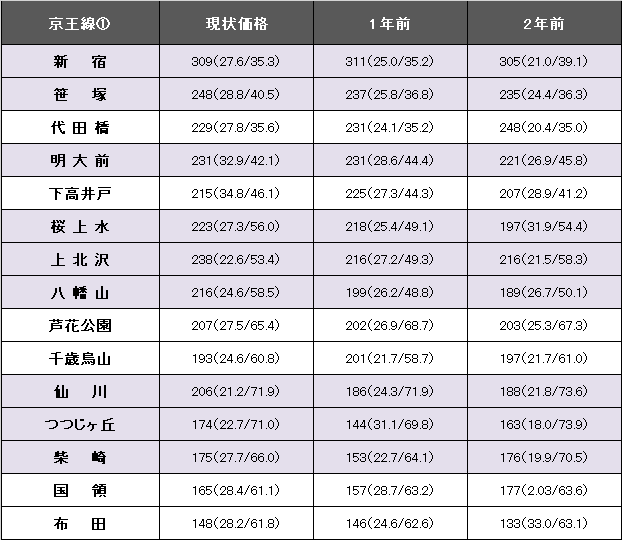 京王線① 現状価格 1年前 2年前
新 宿 309(27.6/35.3) 311(25.0/35.2) 305(21.0/39.1)
笹 塚 248(28.8/40.5) 237(25.8/36.8) 235(24.4/36.3)
代田橋 229(27.8/35.6) 231(24.1/35.2) 248(20.4/35.0)
明大前 231(32.9/42.1) 231(28.6/44.4) 221(26.9/45.8)
下高井戸 215(34.8/46.1) 225(27.3/44.3) 207(28.9/41.2)
桜上水 223(27.3/56.0) 218(25.4/49.1) 197(31.9/54.4)
上北沢 238(22.6/53.4) 216(27.2/49.3) 216(21.5/58.3)
八幡山 216(24.6/58.5) 199(26.2/48.8) 189(26.7/50.1)
芦花公園 207(27.5/65.4) 202(26.9/68.7) 203(25.3/67.3)
千歳烏山 193(24.6/60.8) 201(21.7/58.7) 197(21.7/61.0)
仙 川 206(21.2/71.9) 186(24.3/71.9) 188(21.8/73.6)
つつじヶ丘 174(22.7/71.0) 144(31.1/69.8) 163(18.0/73.9)
柴 崎 175(27.7/66.0) 153(22.7/64.1) 176(19.9/70.5)
国 領 165(28.4/61.1) 157(28.7/63.2) 177(2.03/63.6)
布 田 148(28.2/61.8) 146(24.6/62.6) 133(33.0/63.1)